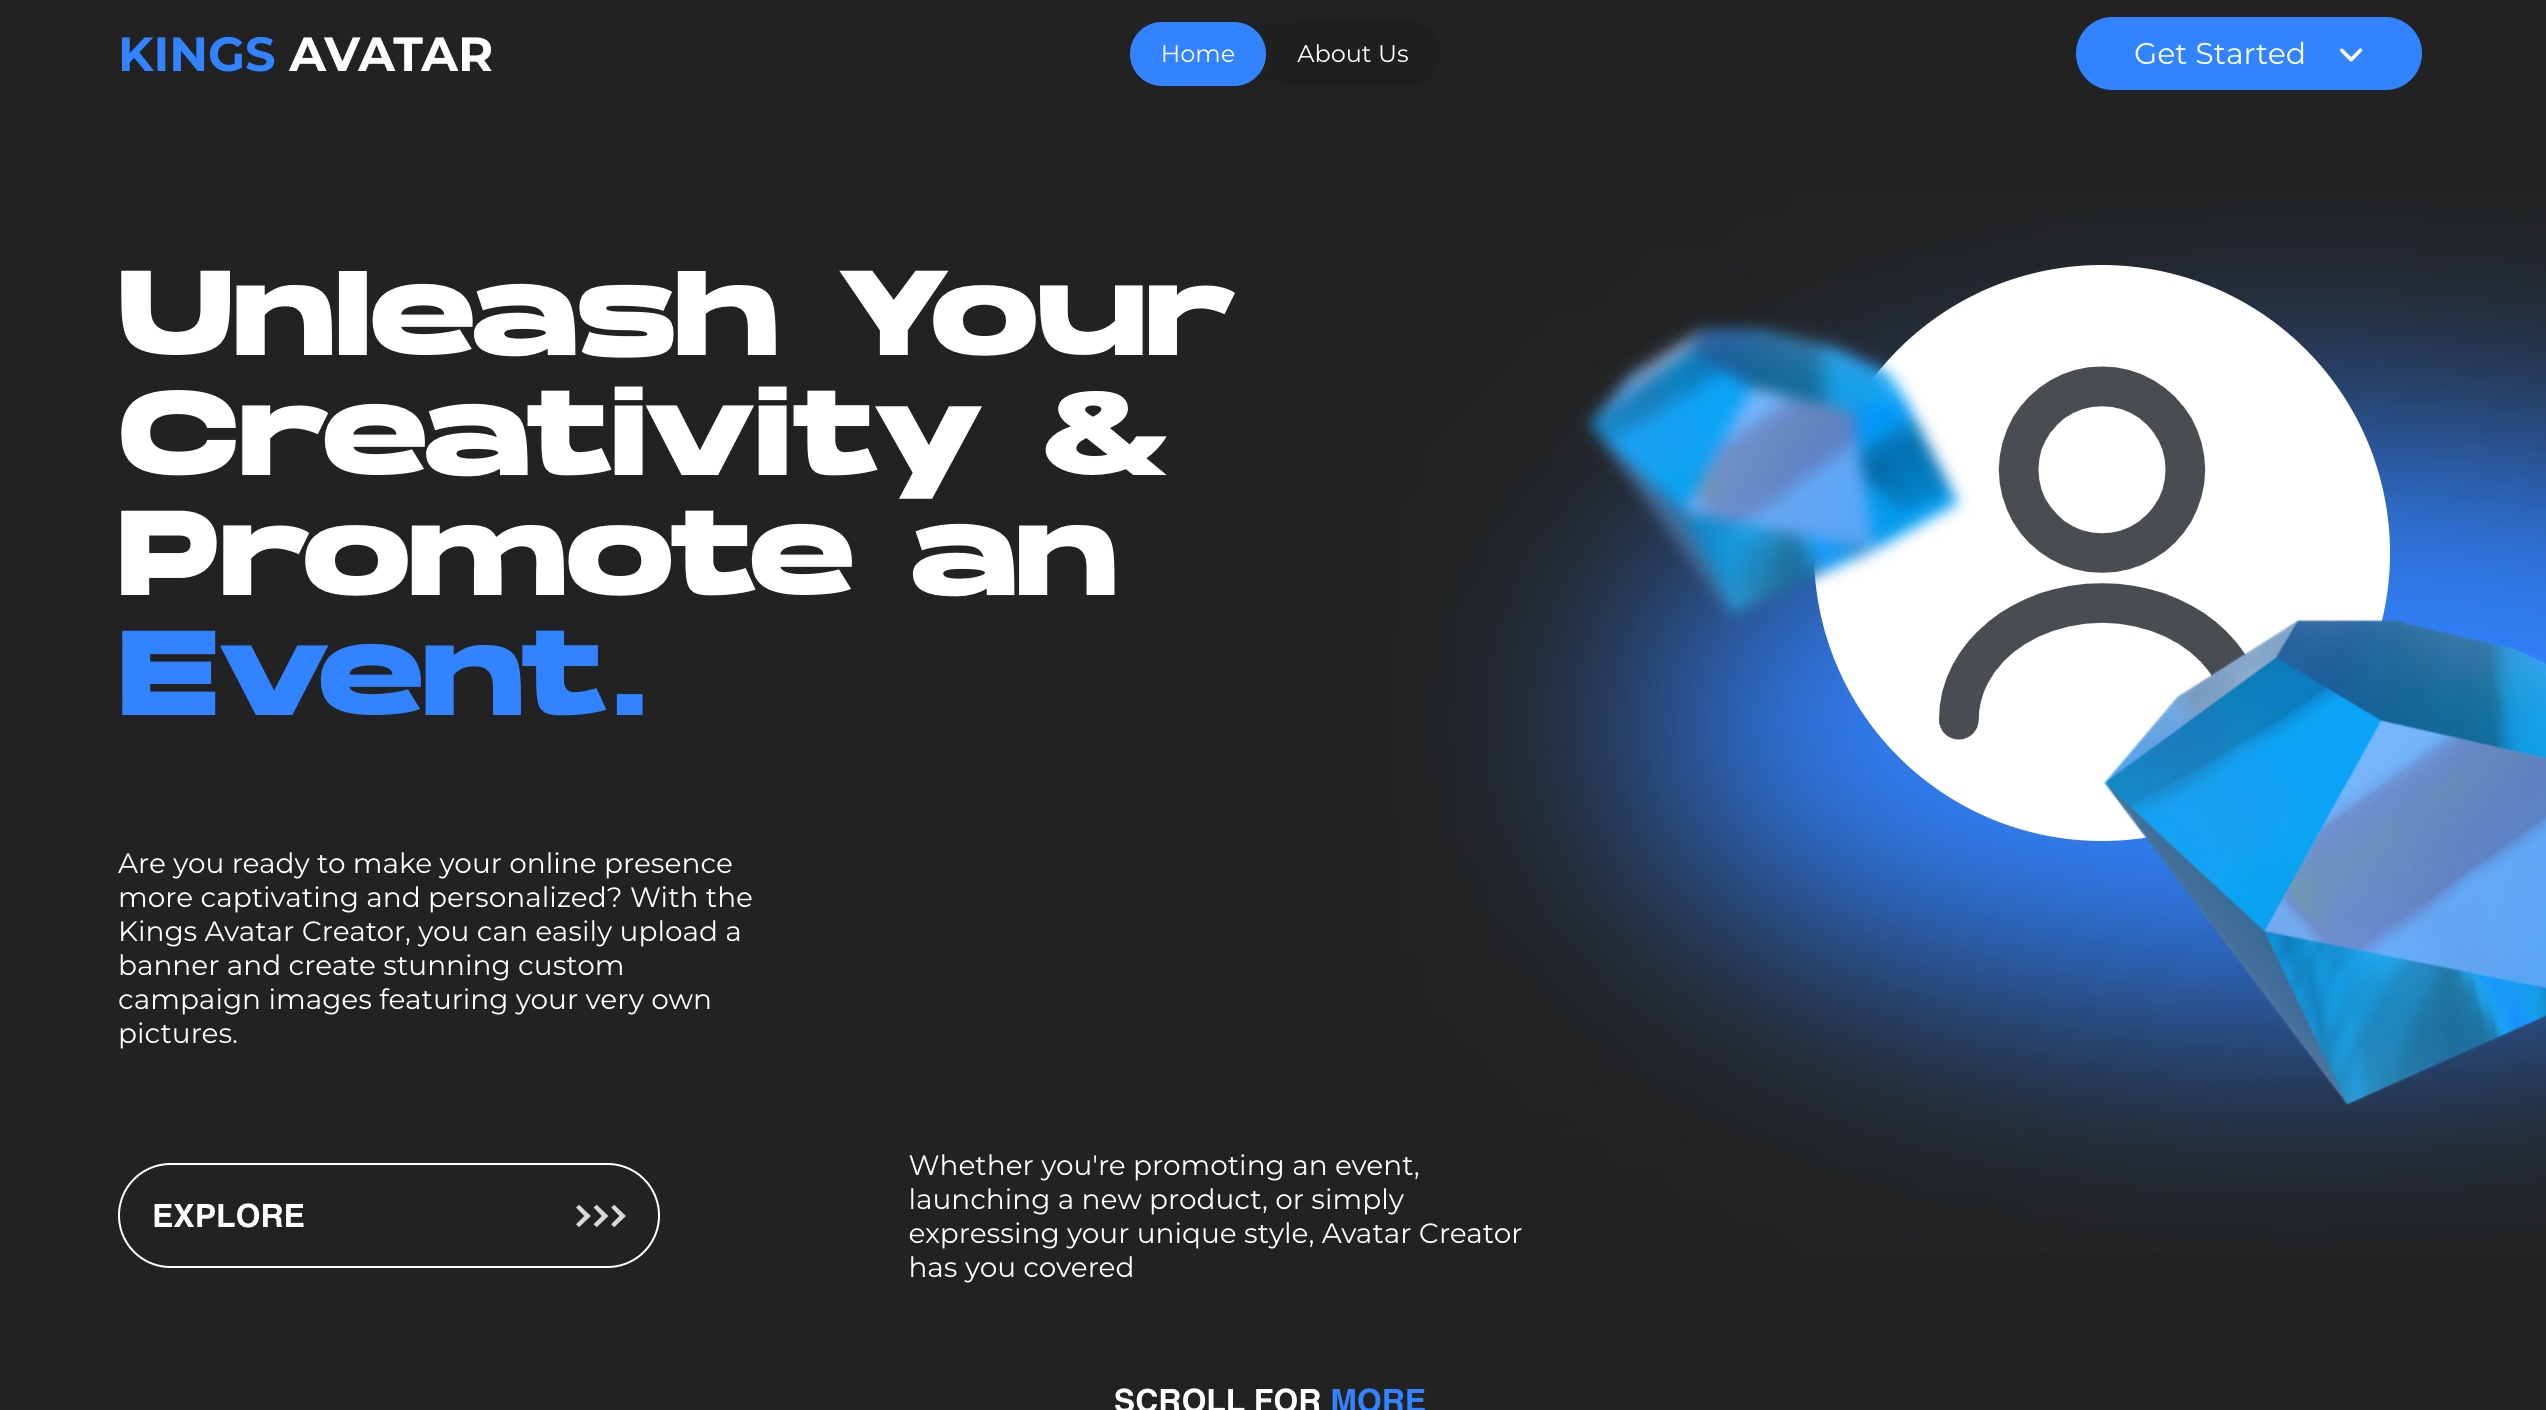 KINGS AVATAR
Home
About Us
Get Started
Unleash Your
Creativity &
Promote an
Event.
Are you ready to make your online presence
more captivating and personalized? With the
Kings Avatar Creator, you can easily upload a
banner and create stunning custom
campaign images featuring your very own
pictures.
EXPLORE
Whether you're promoting an event,
launching a new product, or simply
expressing your unique style, Avatar Creator
has you covered
SCROLL FOR MORE